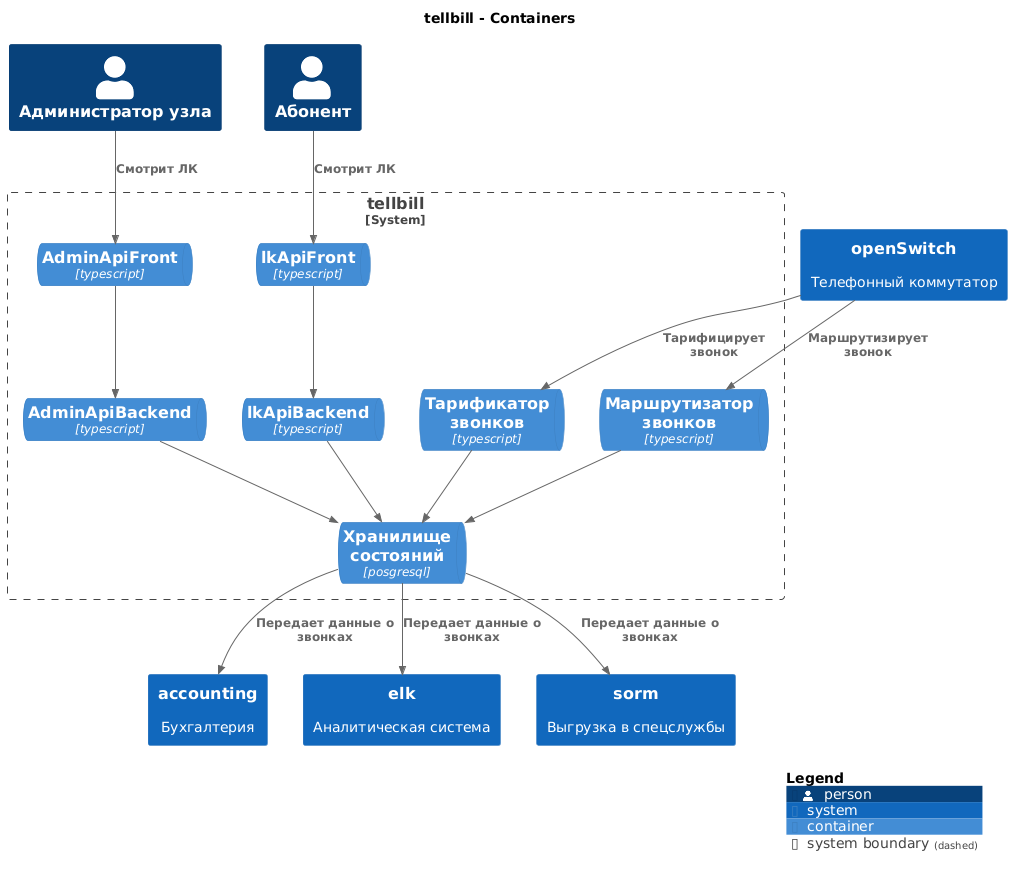 tellbill - Containers
Администратор узла
Абонент
Смотрит ЛК
Смотрит ЛК
tellbill
[System]
AdminApiFront
[typescript]
lkApiFront
[typescript]
openSwitch
Телефонный коммутатор
Тарифицирует
звонок
Маршрутизирует
звонок
AdminApiBackend
[typescript]
lkApiBackend
[typescript]
Тарификатор
звонков
[typescript]
Маршрутизатор
звонков
[typescript]
Хранилище
состояний
[posgresql]
Передает данные о
звонках
Передает данные о
звонках
Передает данные о
звонках
accounting
Бухгалтерия
elk
Аналитическая система
sorm
Выгрузка в спецслужбы
Legend
person
system
container
system boundary (dashed)